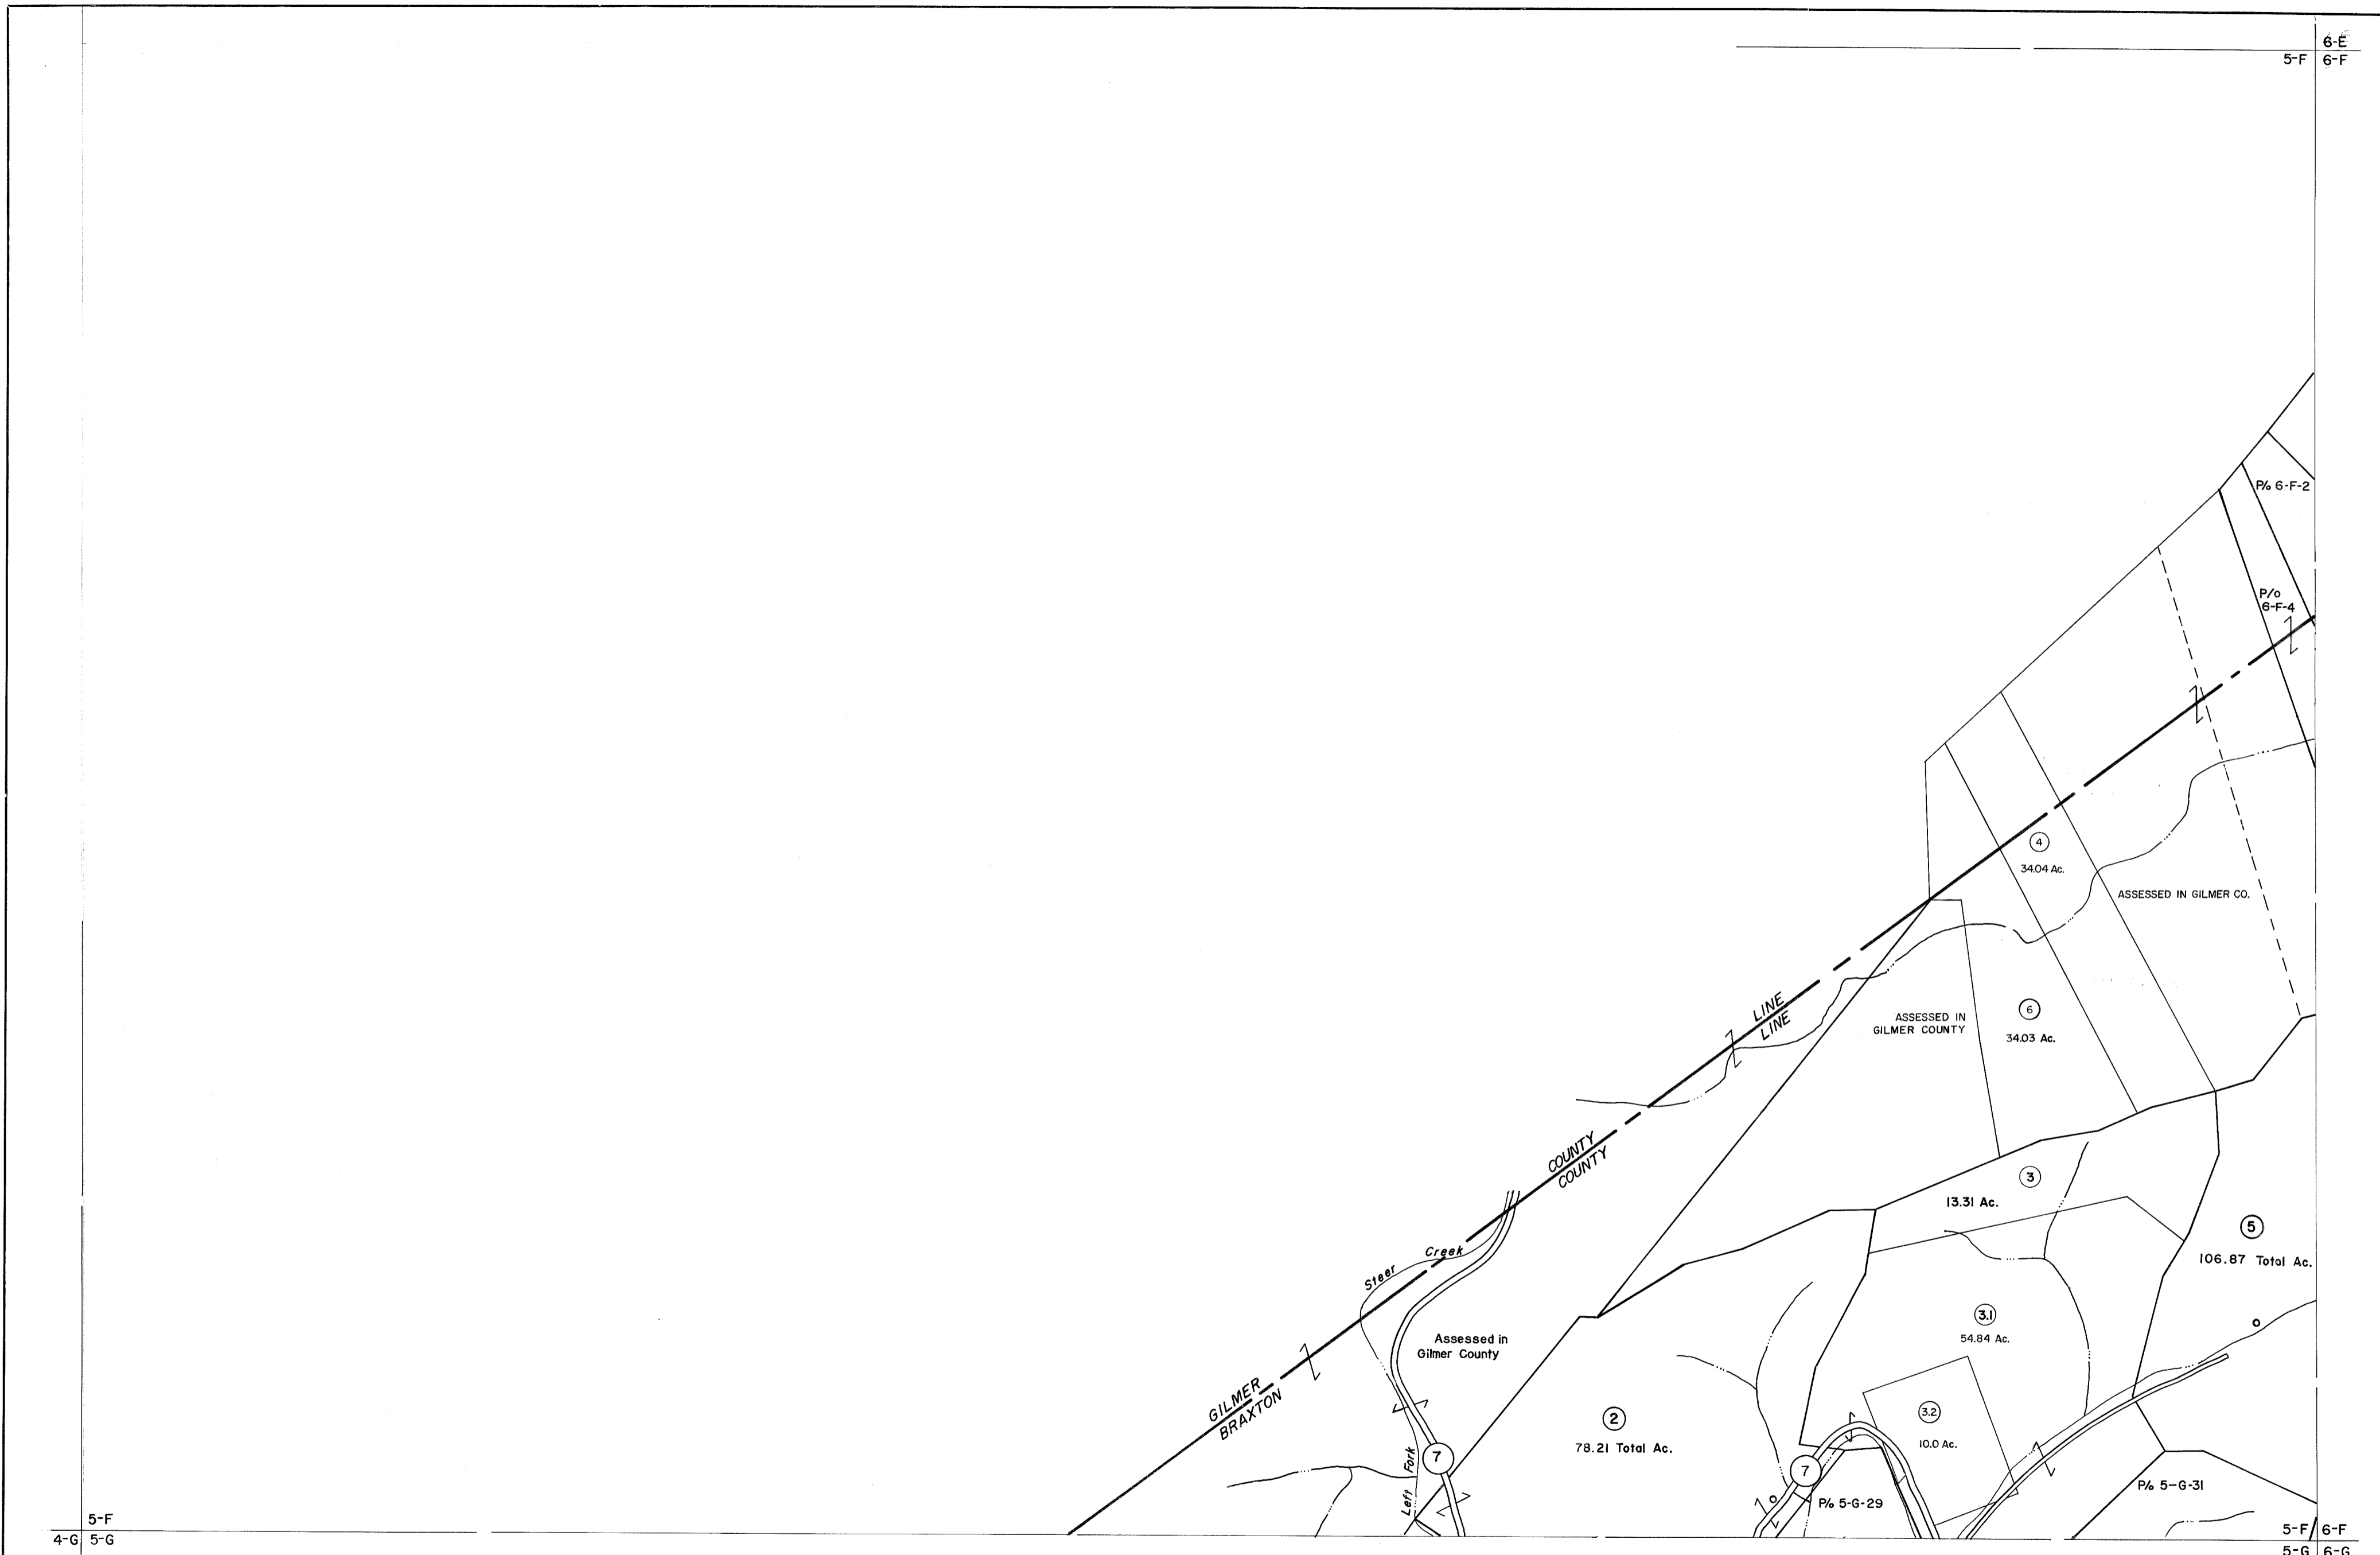 6-E
5-F 6-F
P/o 6-F-2
P/o
6-F-4
4
34.04 Ac.
ASSESSED IN GILMER CO.
LINE
LINE
ASSESSED IN
GILMER COUNTY
6
34.03 Ac.
COUNTY
COUNTY
3
13.31 Ac.
5
106.87 Total Ac.
Steer Creek
3.1
54.84 Ac.
Assessed in
Gilmer County
GILMER
BRAXTON
2
78.21 Total Ac.
3.2
10.0 Ac.
Left Fork
7
7
P/o 5-G-29
P/o 5-G-31
5-F
4-G 5-G
5-F 6-F
5-G 6-G